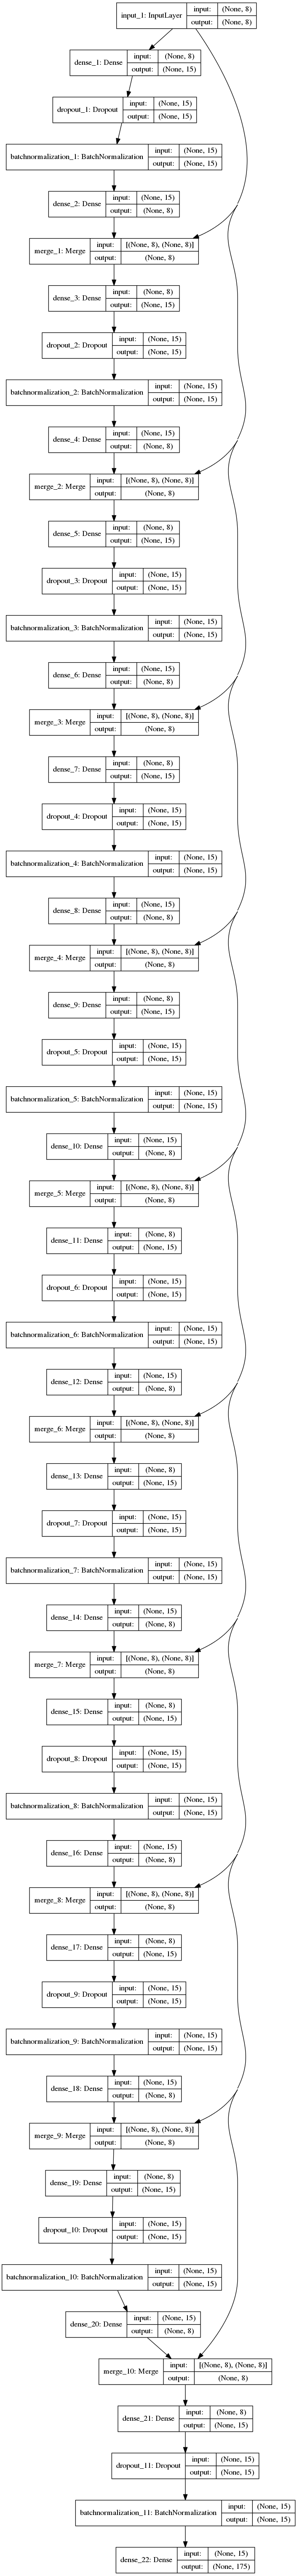 input_1: InputLayer
input: (None, 8)
output: (None, 8)
dense_1: Dense
input: (None, 8)
output: (None, 15)
dropout_1: Dropout
input: (None, 15)
output: (None, 15)
batchnormalization_1: BatchNormalization
input: (None, 15)
output: (None, 15)
dense_2: Dense
input: (None, 15)
output: (None, 8)
merge_1: Merge
input: [(None, 8), (None, 8)]
output: (None, 8)
dense_3: Dense
input: (None, 8)
output: (None, 15)
dropout_2: Dropout
input: (None, 15)
output: (None, 15)
batchnormalization_2: BatchNormalization
input: (None, 15)
output: (None, 15)
dense_4: Dense
input: (None, 15)
output: (None, 8)
merge_2: Merge
input: [(None, 8), (None, 8)]
output: (None, 8)
dense_5: Dense
input: (None, 8)
output: (None, 15)
dropout_3: Dropout
input: (None, 15)
output: (None, 15)
batchnormalization_3: BatchNormalization
input: (None, 15)
output: (None, 15)
dense_6: Dense
input: (None, 15)
output: (None, 8)
merge_3: Merge
input: [(None, 8), (None, 8)]
output: (None, 8)
dense_7: Dense
input: (None, 8)
output: (None, 15)
dropout_4: Dropout
input: (None, 15)
output: (None, 15)
batchnormalization_4: BatchNormalization
input: (None, 15)
output: (None, 15)
dense_8: Dense
input: (None, 15)
output: (None, 8)
merge_4: Merge
input: [(None, 8), (None, 8)]
output: (None, 8)
dense_9: Dense
input: (None, 8)
output: (None, 15)
dropout_5: Dropout
input: (None, 15)
output: (None, 15)
batchnormalization_5: BatchNormalization
input: (None, 15)
output: (None, 15)
dense_10: Dense
input: (None, 15)
output: (None, 8)
merge_5: Merge
input: [(None, 8), (None, 8)]
output: (None, 8)
dense_11: Dense
input: (None, 8)
output: (None, 15)
dropout_6: Dropout
input: (None, 15)
output: (None, 15)
batchnormalization_6: BatchNormalization
input: (None, 15)
output: (None, 15)
dense_12: Dense
input: (None, 15)
output: (None, 8)
merge_6: Merge
input: [(None, 8), (None, 8)]
output: (None, 8)
dense_13: Dense
input: (None, 8)
output: (None, 15)
dropout_7: Dropout
input: (None, 15)
output: (None, 15)
batchnormalization_7: BatchNormalization
input: (None, 15)
output: (None, 15)
dense_14: Dense
input: (None, 15)
output: (None, 8)
merge_7: Merge
input: [(None, 8), (None, 8)]
output: (None, 8)
dense_15: Dense
input: (None, 8)
output: (None, 15)
dropout_8: Dropout
input: (None, 15)
output: (None, 15)
batchnormalization_8: BatchNormalization
input: (None, 15)
output: (None, 15)
dense_16: Dense
input: (None, 15)
output: (None, 8)
merge_8: Merge
input: [(None, 8), (None, 8)]
output: (None, 8)
dense_17: Dense
input: (None, 8)
output: (None, 15)
dropout_9: Dropout
input: (None, 15)
output: (None, 15)
batchnormalization_9: BatchNormalization
input: (None, 15)
output: (None, 15)
dense_18: Dense
input: (None, 15)
output: (None, 8)
merge_9: Merge
input: [(None, 8), (None, 8)]
output: (None, 8)
dense_19: Dense
input: (None, 8)
output: (None, 15)
dropout_10: Dropout
input: (None, 15)
output: (None, 15)
batchnormalization_10: BatchNormalization
input: (None, 15)
output: (None, 15)
dense_20: Dense
input: (None, 15)
output: (None, 8)
merge_10: Merge
input: [(None, 8), (None, 8)]
output: (None, 8)
dense_21: Dense
input: (None, 8)
output: (None, 15)
dropout_11: Dropout
input: (None, 15)
output: (None, 15)
batchnormalization_11: BatchNormalization
input: (None, 15)
output: (None, 15)
dense_22: Dense
input: (None, 15)
output: (None, 175)